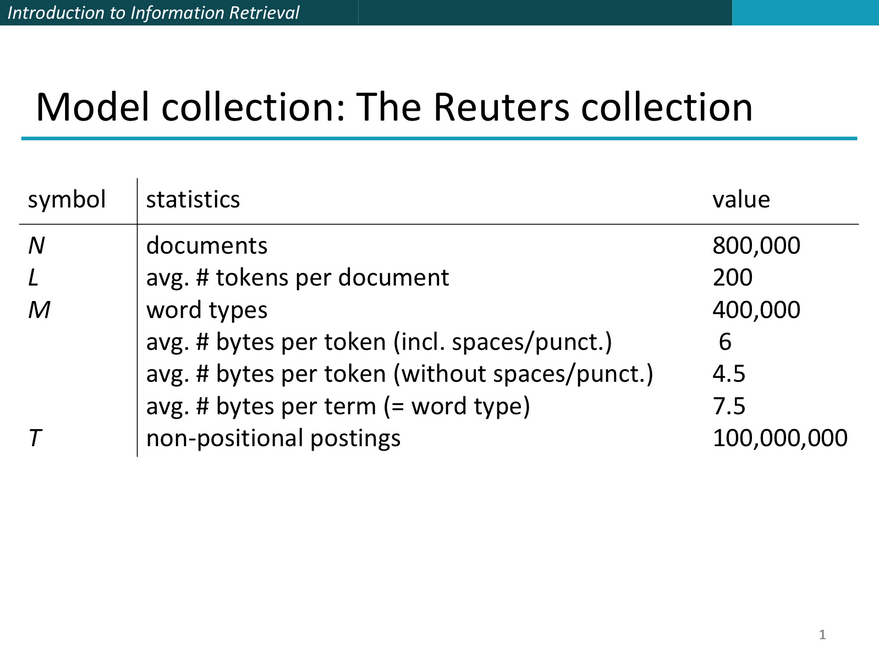 Introduction to Information Retrieval
Model collection: The Reuters collection
symbol statistics value
N documents 800,000
L avg. # tokens per document 200
M word types 400,000
avg. # bytes per token (incl. spaces/punct.) 6
avg. # bytes per token (without spaces/punct.) 4.5
avg. # bytes per term (= word type) 7.5
T non-positional postings 100,000,000
1